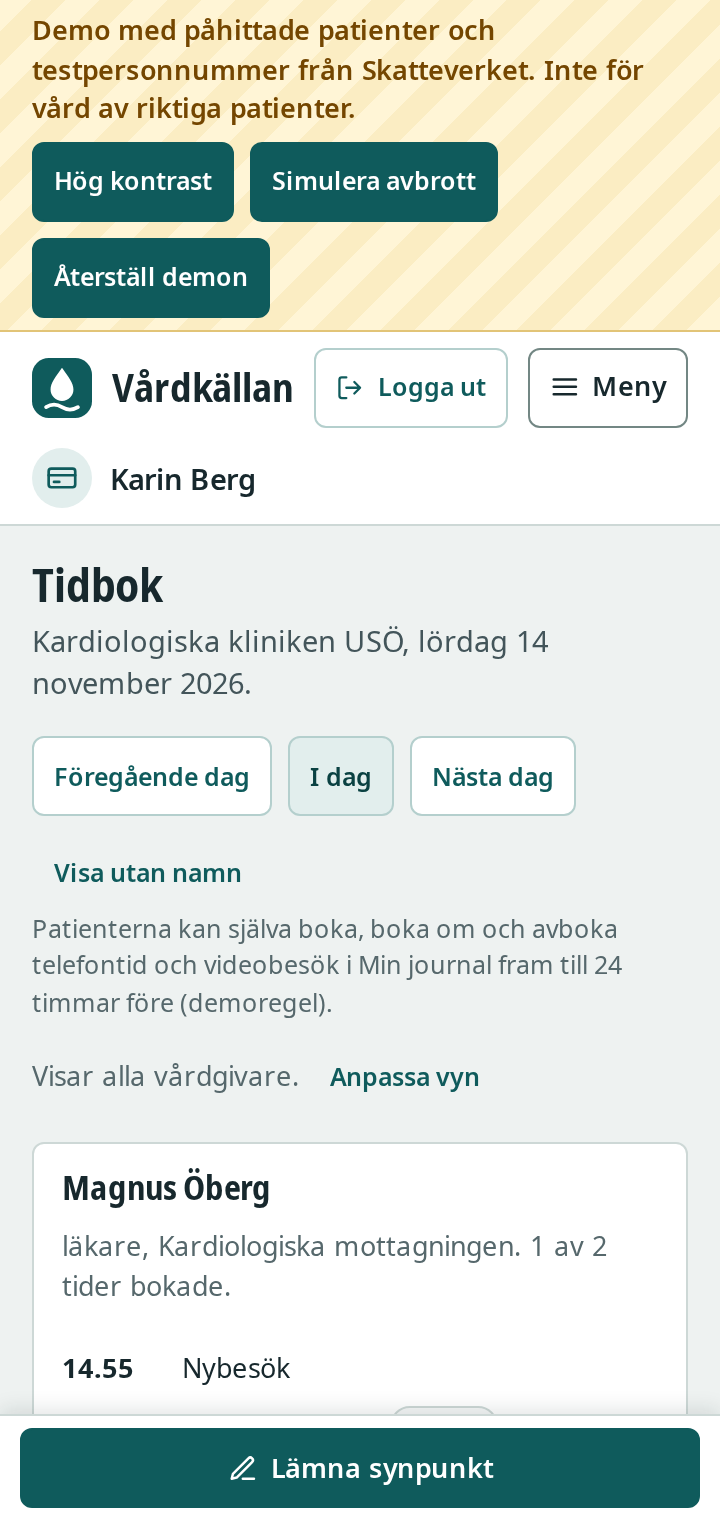 Demo med påhittade patienter och
testpersonnummer från Skatteverket. Inte för
vård av riktiga patienter.
Hög kontrast
Simulera avbrott
Återställ demon
Vårdkällan
Logga ut
Meny
Karin Berg
Tidbok
Kardiologiska kliniken USÖ, lördag 14
november 2026.
Föregående dag
I dag
Nästa dag
Visa utan namn
Patienterna kan själva boka, boka om och avboka
telefontid och videobesök i Min journal fram till 24
timmar före (demoregel).
Visar alla vårdgivare. Anpassa vyn
Magnus Öberg
läkare, Kardiologiska mottagningen. 1 av 2
tider bokade.
14.55 Nybesök
Lämna synpunkt